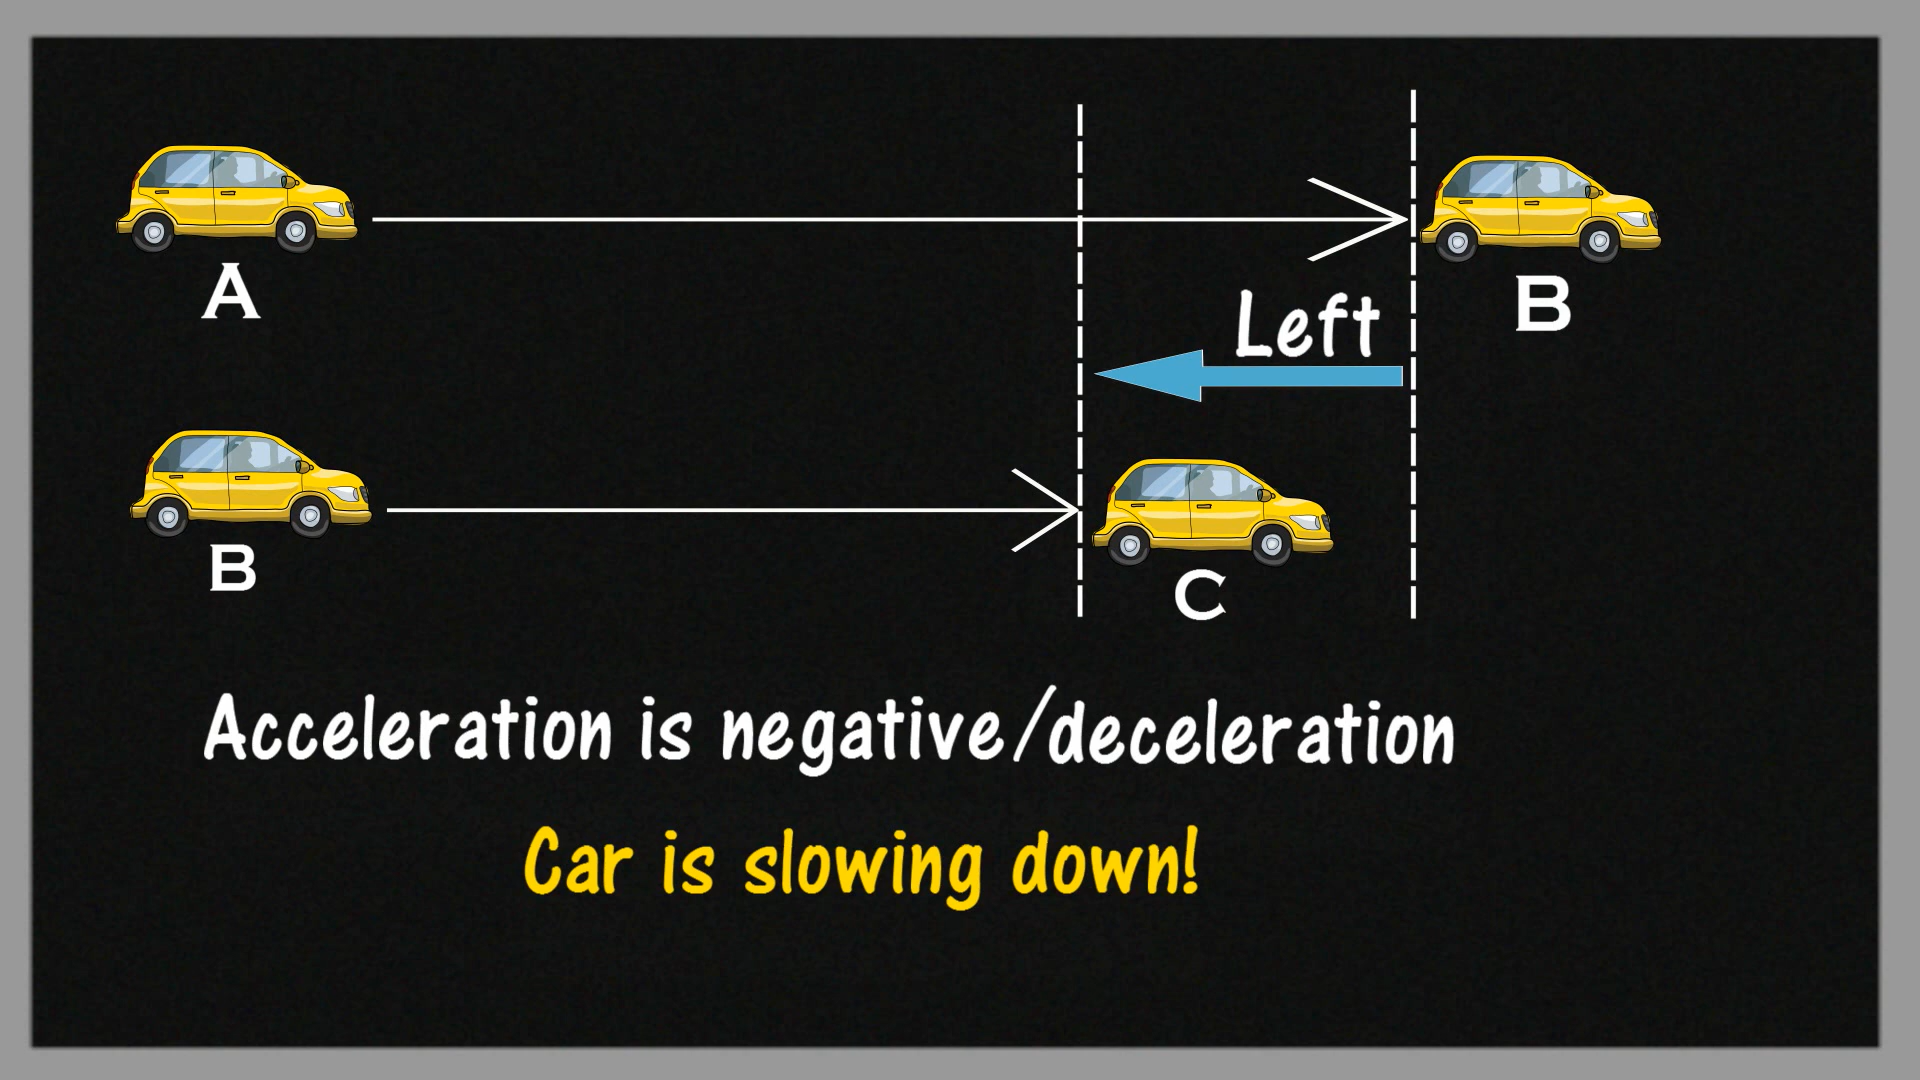 A
B
Left
B
C
Acceleration is negative/deceleration
Car is slowing down!